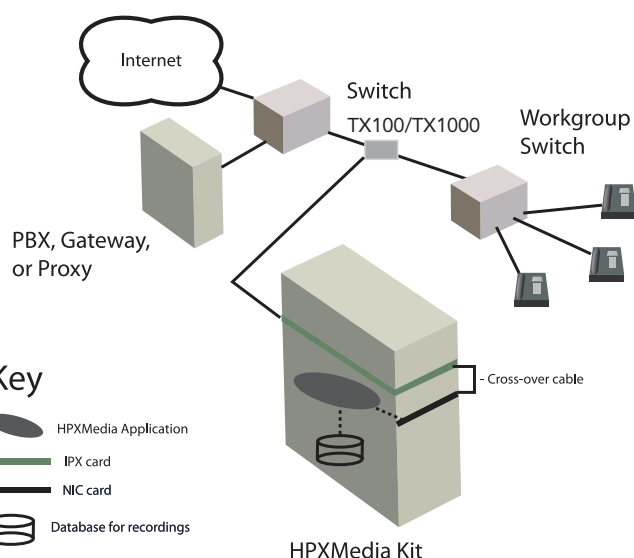 Internet
Switch
TX100/TX1000
Workgroup
Switch
PBX, Gateway,
or Proxy
- Cross-over cable
Key
HPXMedia Application
IPX card
NIC card
Database for recordings
HPXMedia Kit